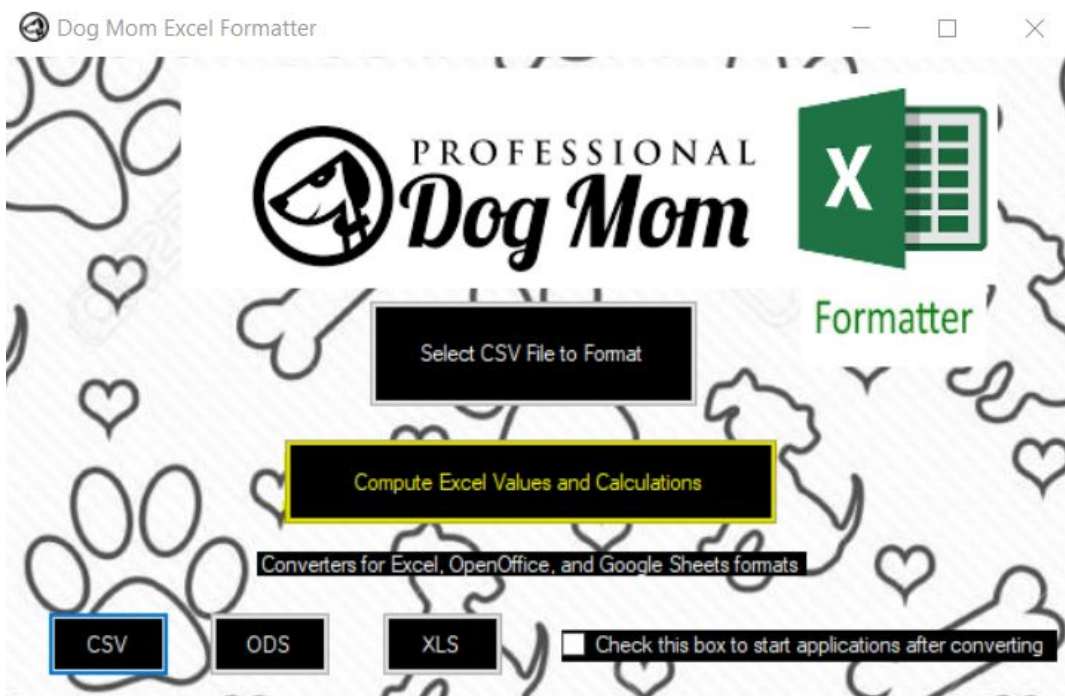 Dog Mom Excel Formatter
PROFESSIONAL
Dog Mom
X
Formatter
Select CSV File to Format
Compute Excel Values and Calculations
Converters for Excel, OpenOffice, and Google Sheets formats
CSV
ODS
XLS
Check this box to start applications after converting